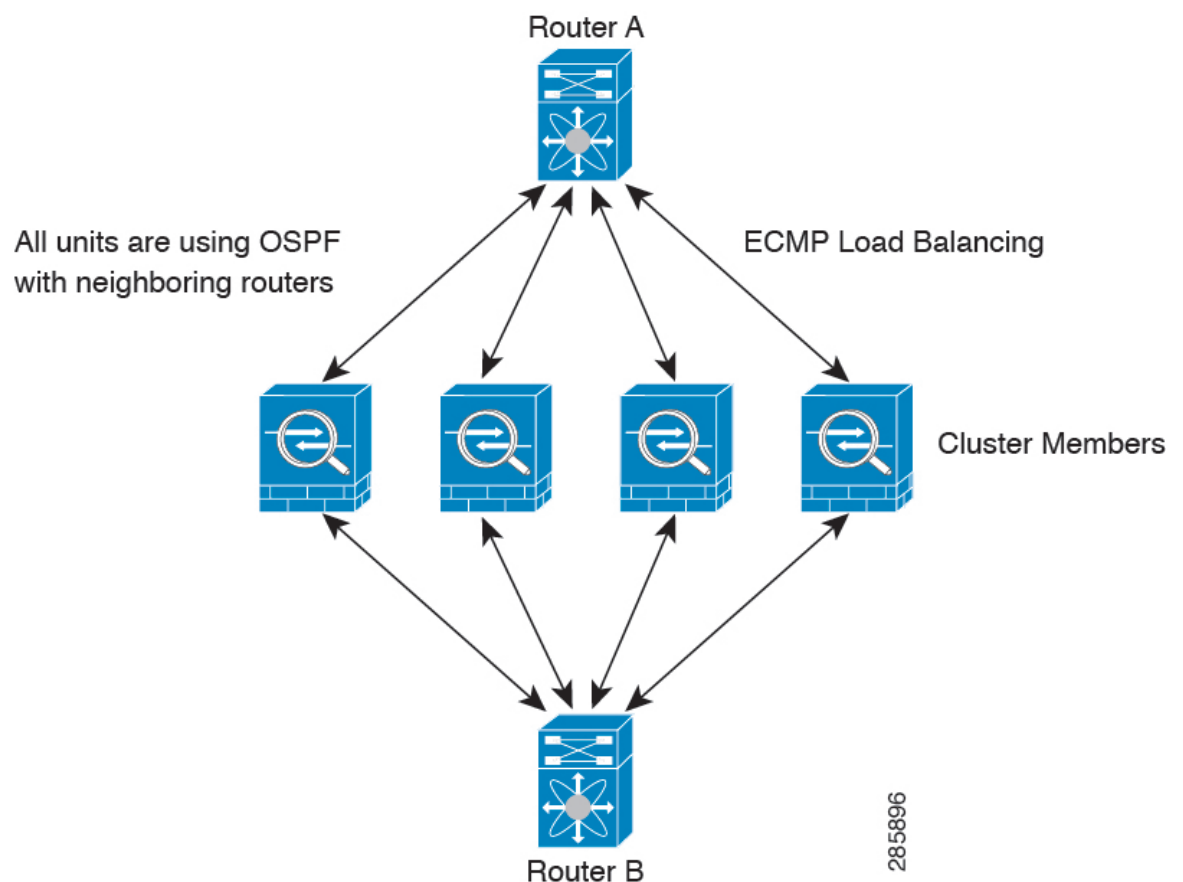 Router A
All units are using OSPF
with neighboring routers
ECMP Load Balancing
Cluster Members
Router B
285896